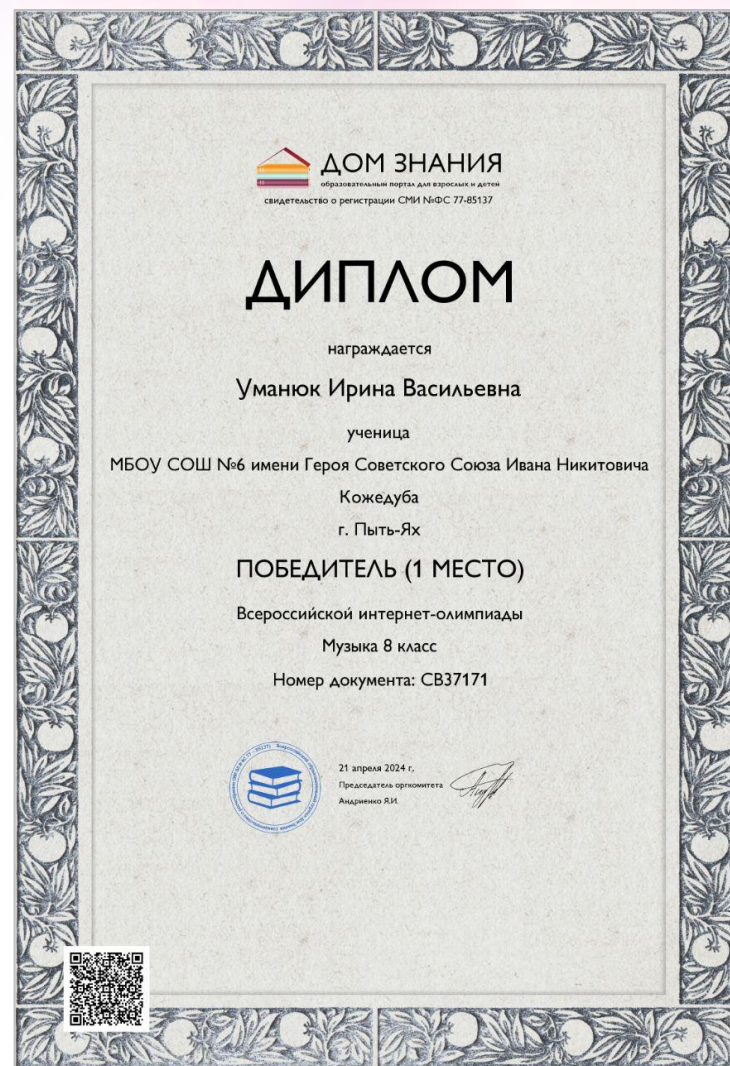 ДОМ ЗНАНИЯ
образовательный портал для взрослых и детей
свидетельство о регистрации СМИ №ФС 77-85137
ДИПЛОМ
награждается
Уманюк Ирина Васильевна
ученица
МБОУ СОШ №6 имени Героя Советского Союза Ивана Никитовича
Кожедуба
г. Пыть-Ях
ПОБЕДИТЕЛЬ (1 МЕСТО)
Всероссийской интернет-олимпиады
Музыка 8 класс
Номер документа: СВ37171
21 апреля 2024 г,
Председатель оргкомитета
Андриенко Я.И.